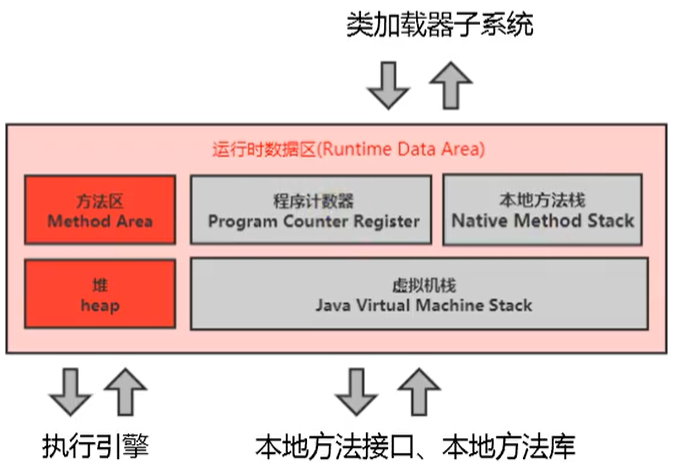 类加载器子系统
运行时数据区(Runtime Data Area)
方法区
Method Area
程序计数器
Program Counter Register
本地方法栈
Native Method Stack
堆
heap
虚拟机栈
Java Virtual Machine Stack
执行引擎
本地方法接口、本地方法库